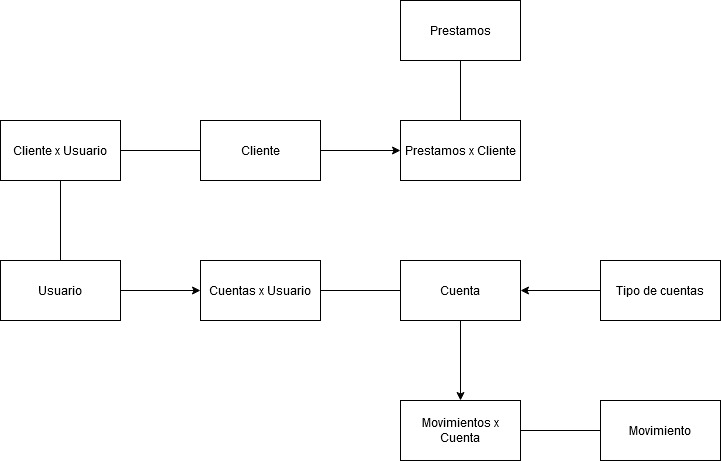 Prestamos
Cliente x Usuario
Cliente
Prestamos x Cliente
Usuario
Cuentas x Usuario
Cuenta
Tipo de cuentas
Movimientos x
Cuenta
Movimiento